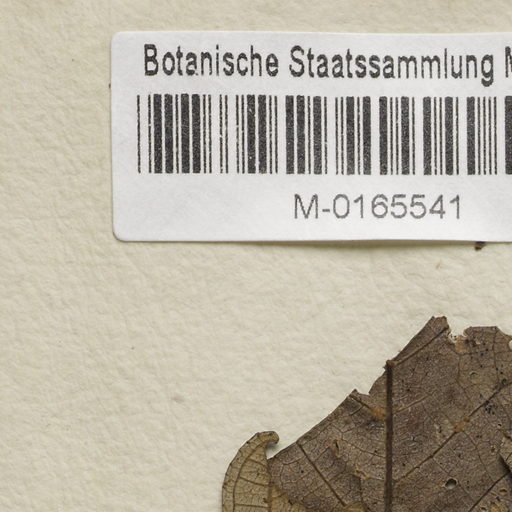 Botanische Staatssammlung
M-0165541